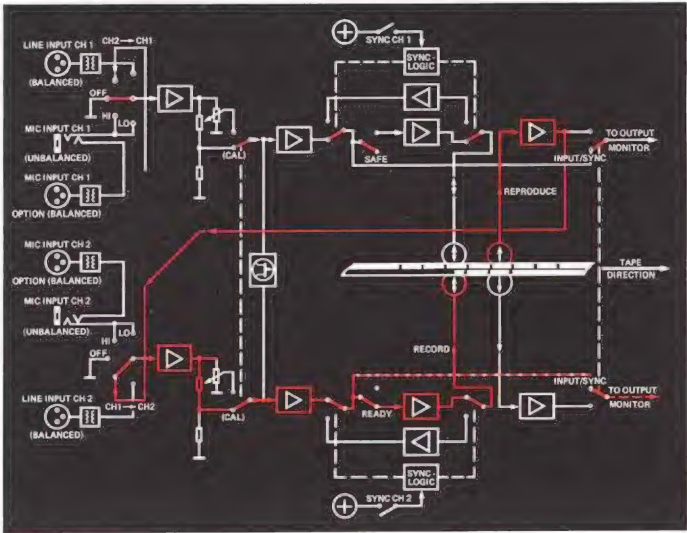 LINE INPUT CH 1
CH2→CH1
(BALANCED)
OFF
HI
LO
MIC INPUT CH 1
(UNBALANCED)
MIC INPUT CH 1
OPTION (BALANCED)
MIC INPUT CH 2
OPTION (BALANCED)
MIC INPUT CH 2
(UNBALANCED)
LO
HI
OFF
LINE INPUT CH 2
CH1→CH2
(BALANCED)
(CAL)
(CAL)
SYNC CH 1
SYNC-
LOGIC
SAFE
REPRODUCE
INPUT/SYNC
TO OUTPUT
MONITOR
TAPE
DIRECTION
RECORD
READY
INPUT/SYNC
TO OUTPUT
MONITOR
SYNC-
LOGIC
SYNC CH 2